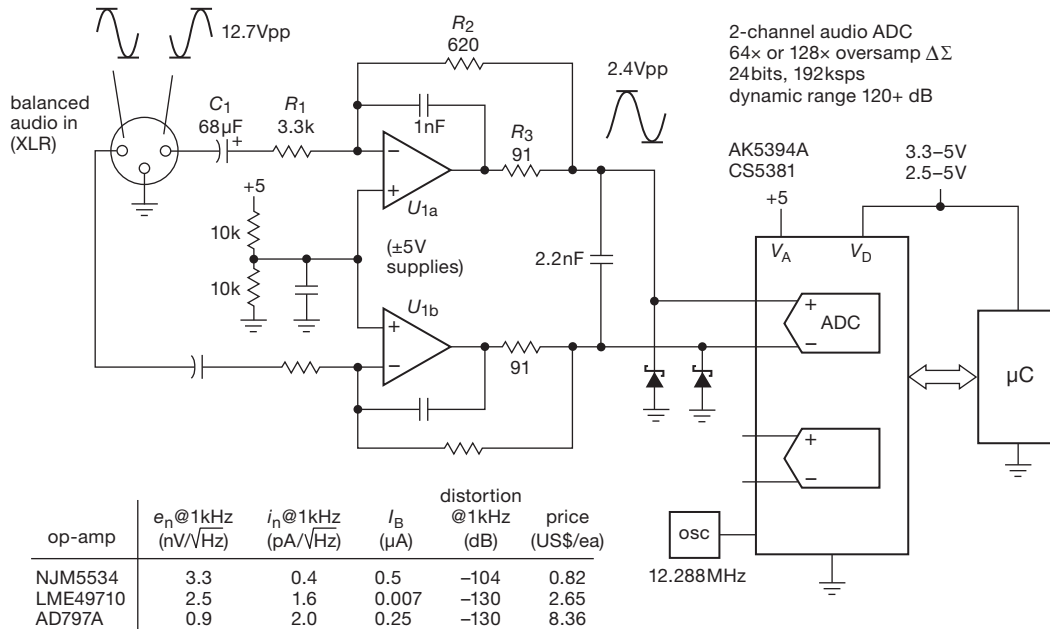 12.7Vpp
balanced
audio in
(XLR)
C1
68µF
+
R1
3.3k
R2
620
1nF
R3
91
2.4Vpp
−
+
U1a
+5
10k
10k
(±5V
supplies)
2.2nF
U1b
+
−
91
2-channel audio ADC
64× or 128× oversamp ΔΣ
24bits, 192ksps
dynamic range 120+ dB
AK5394A
CS5381
3.3–5V
2.5–5V
+5
VA
VD
+
−
ADC
µC
+
−
osc
12.288MHz
op-amp en@1kHz (nV/√Hz) in@1kHz (pA/√Hz) IB (µA) distortion @1kHz (dB) price (US$/ea)
NJM5534 3.3 0.4 0.5 −104 0.82
LME49710 2.5 1.6 0.007 −130 2.65
AD797A 0.9 2.0 0.25 −130 8.36